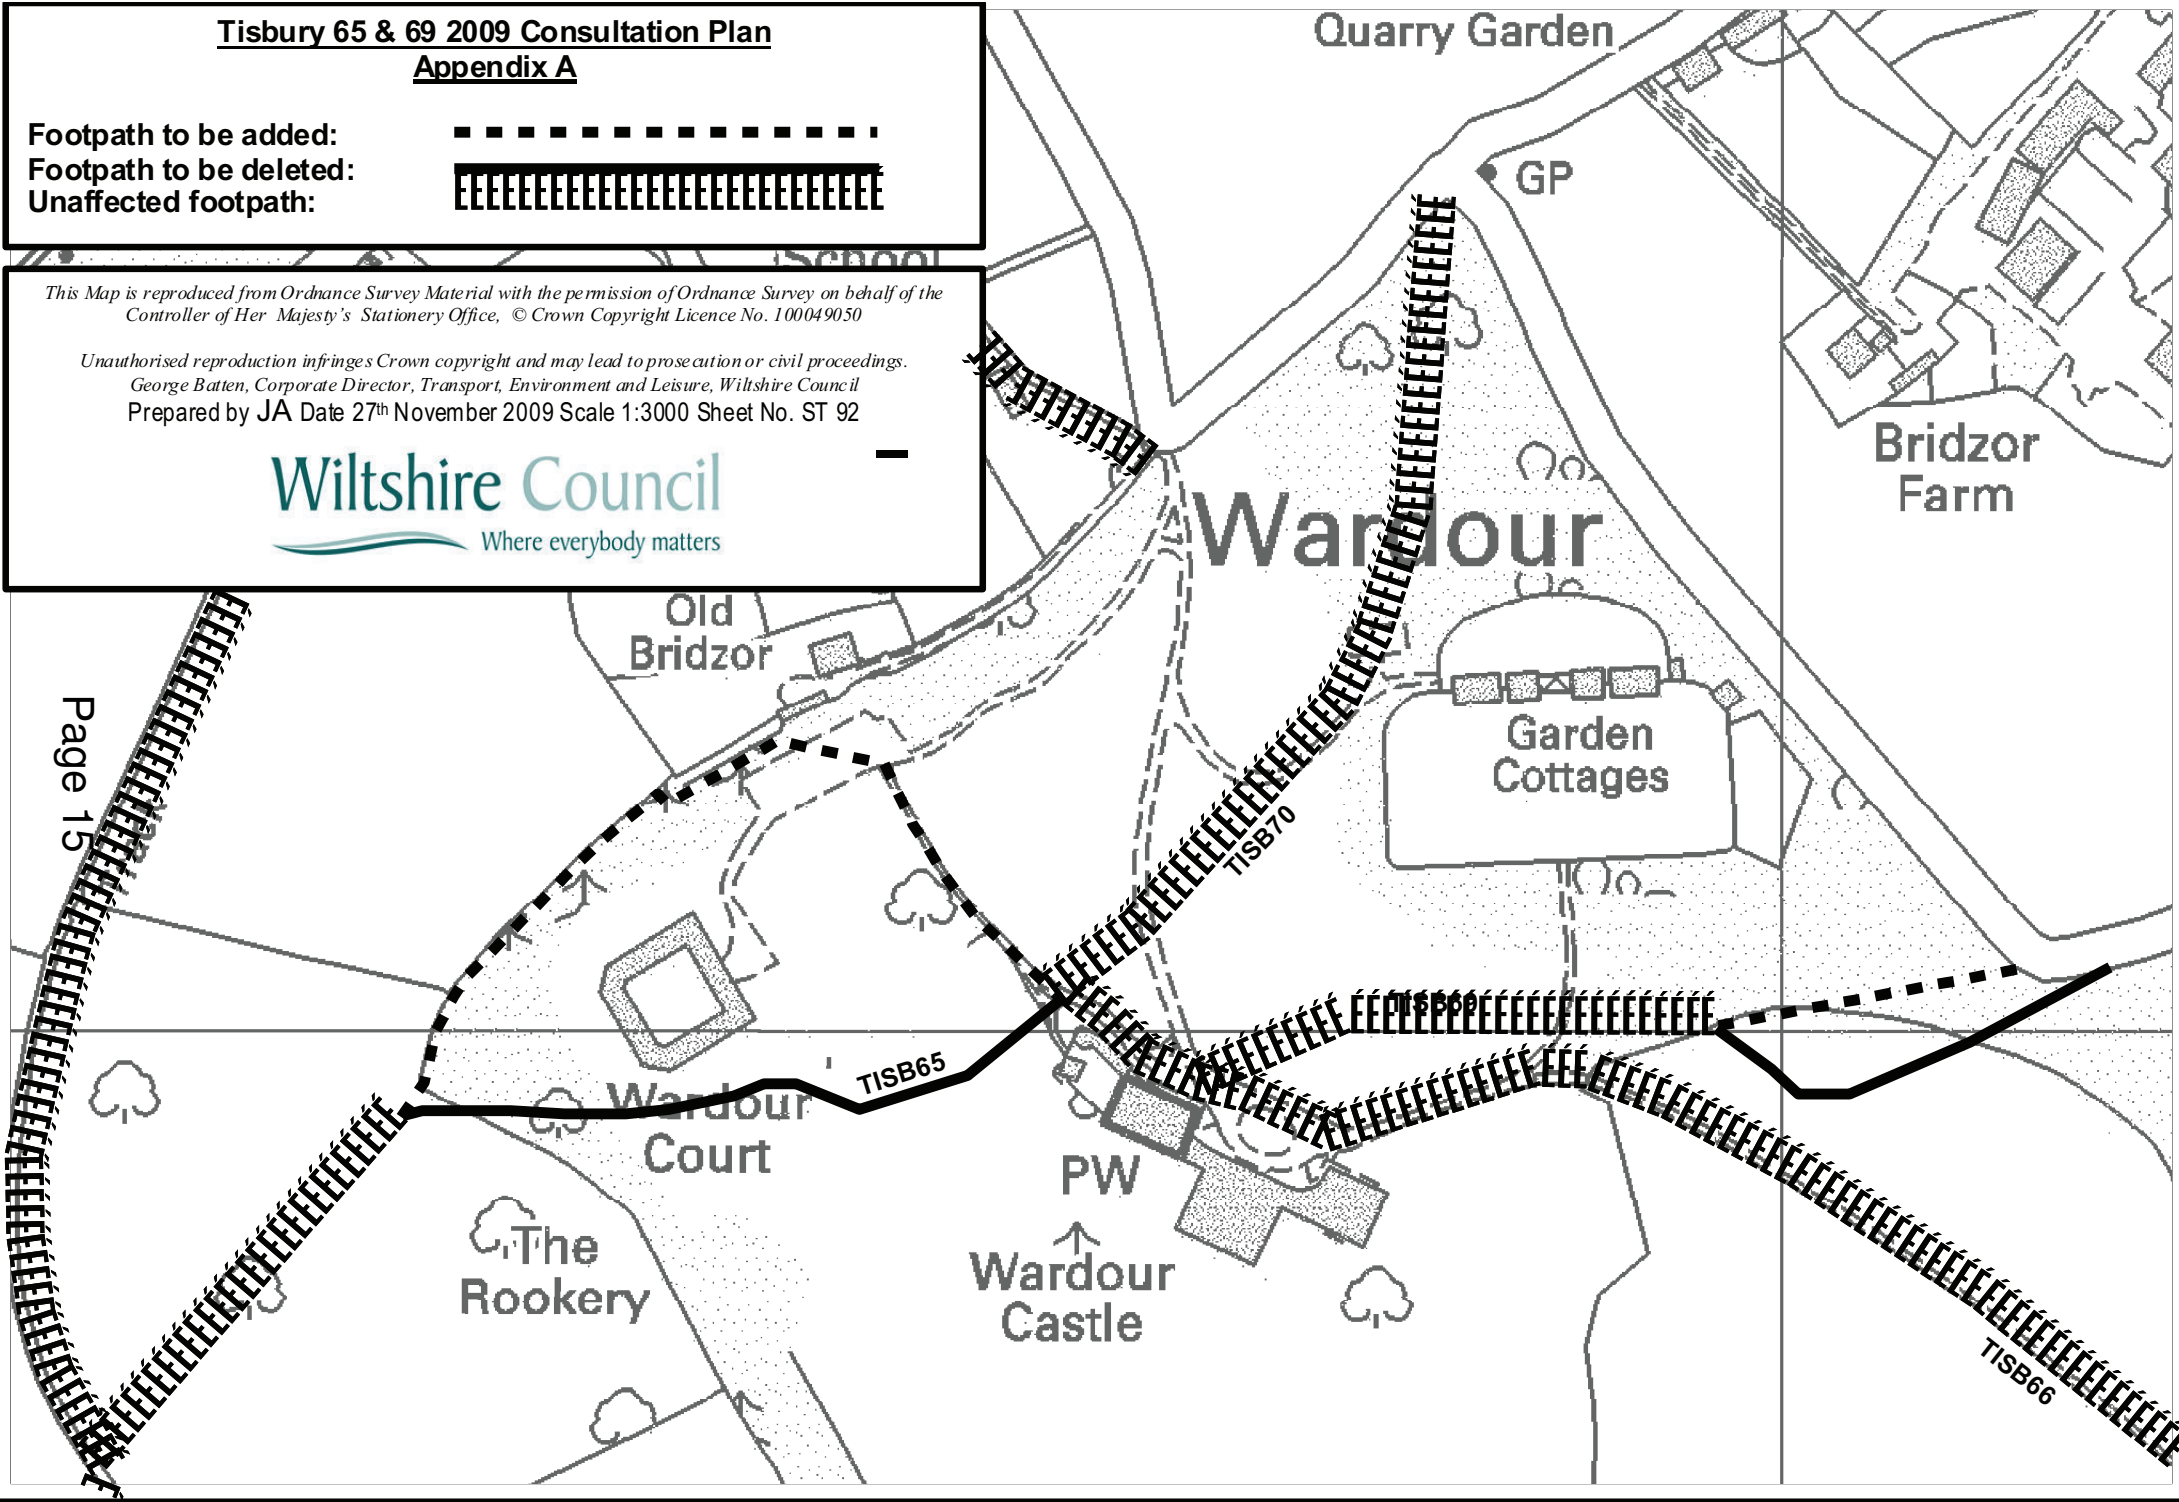 Tisbury 65 & 69 2009 Consultation Plan
Appendix A
Footpath to be added:
Footpath to be deleted:
Unaffected footpath:
School
This Map is reproduced from Ordnance Survey Material with the permission of Ordnance Survey on behalf of the
Controller of Her Majesty's Stationery Office, © Crown Copyright Licence No. 100049050
Unauthorised reproduction infringes Crown copyright and may lead to prosecution or civil proceedings.
George Batten, Corporate Director, Transport, Environment and Leisure, Wiltshire Council
Prepared by JA Date 27th November 2009 Scale 1:3000 Sheet No. ST 92
Wiltshire Council
Where everybody matters
Quarry Garden
GP
Bridzor
Farm
Wardour
Old
Bridzor
Garden
Cottages
Page 15
TISB70
TISB69
TISB65
Wardour
Court
PW
The
Rookery
Wardour
Castle
TISB66